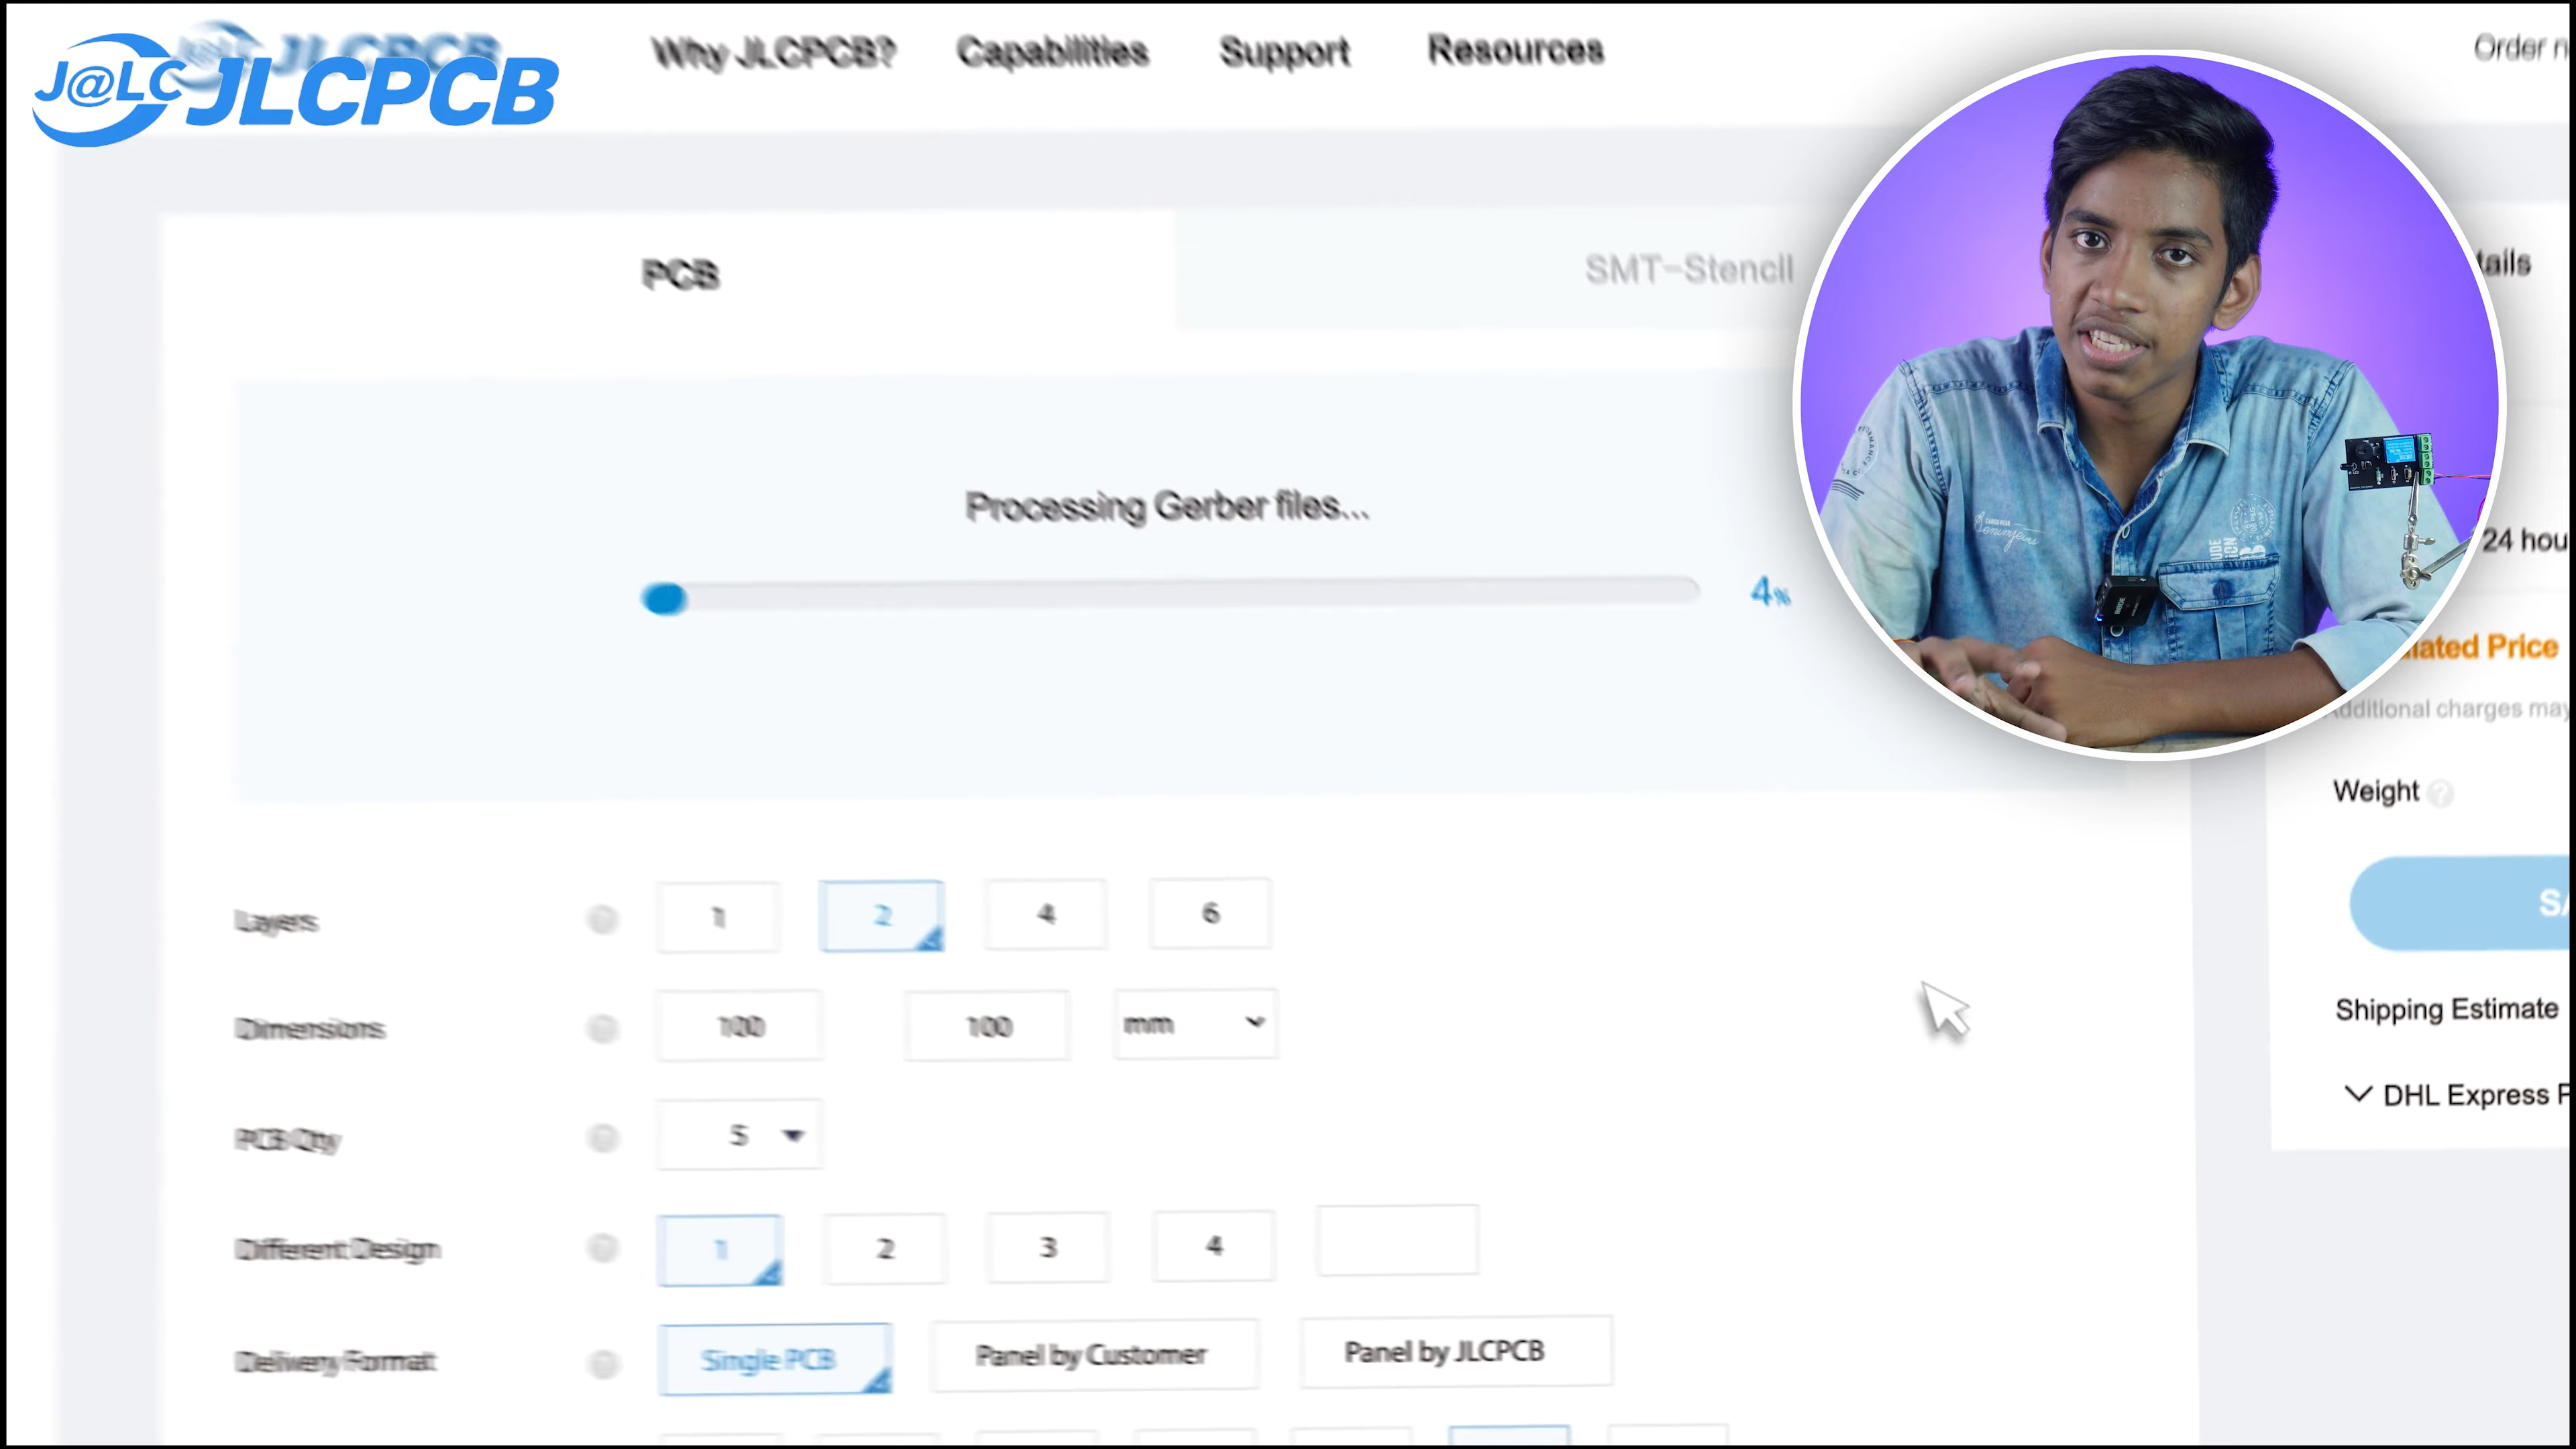 J@LC JLCPCB
JLCPCB
Why JLCPCB? Capabilities Support Resources
Order
PCB
SMT-Stencil
tails
Processing Gerber files...
4%
24 hou
ated Price
Additional charges may
Weight ?
Layers 1 2 4 6
Dimensions 100 100 mm
Shipping Estimate
DHL Express
PCB Qty 5
Different Design 1 2 3 4
Delivery Format Single PCB Panel by Customer Panel by JLCPCB